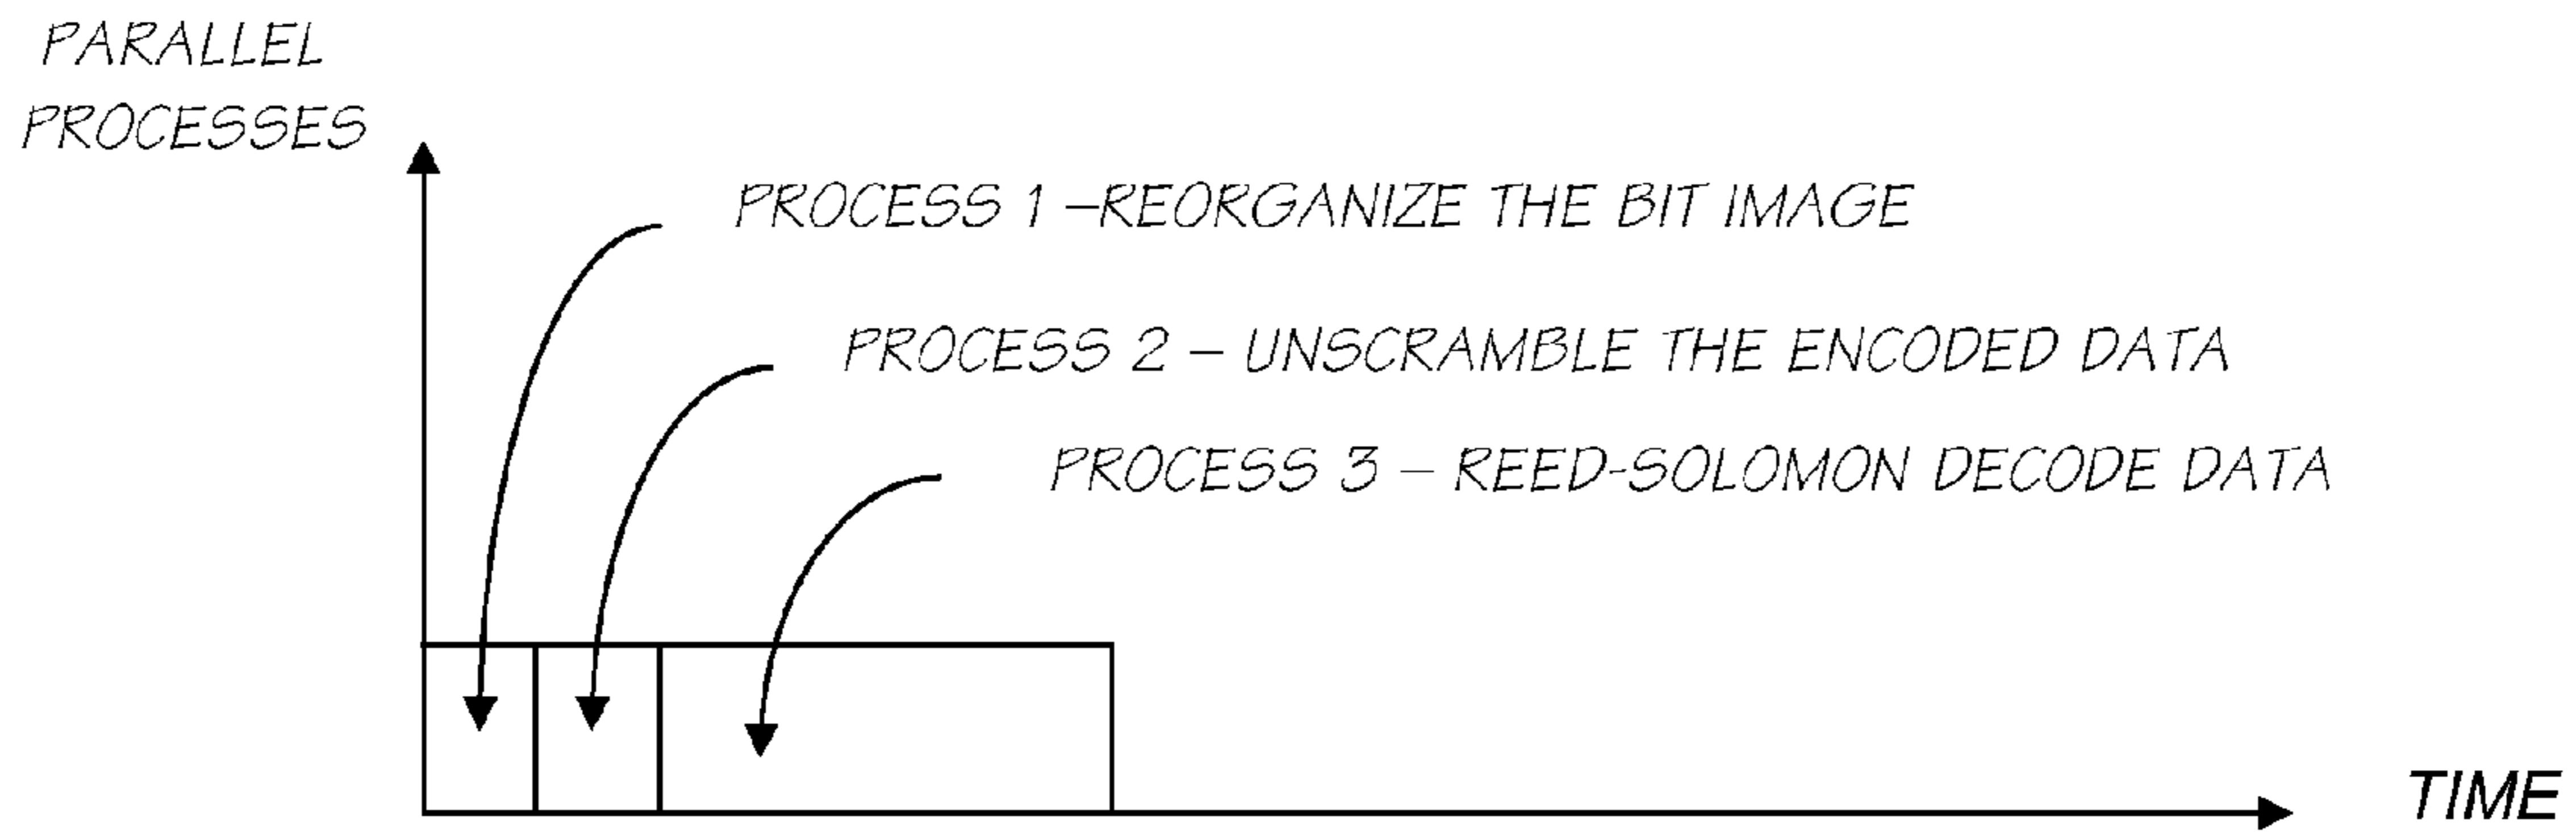 PARALLEL
PROCESSES
PROCESS 1 –REORGANIZE THE BIT IMAGE
PROCESS 2 – UNSCRAMBLE THE ENCODED DATA
PROCESS 3 – REED-SOLOMON DECODE DATA
TIME